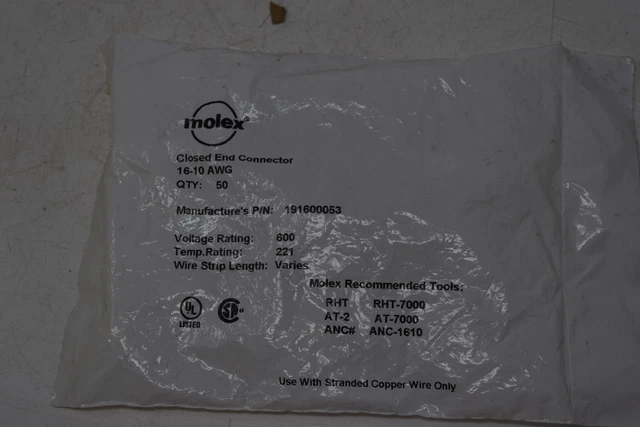 molex®
Closed End Connector
16-10 AWG
QTY: 50
Manufacture's P/N: 191600053
Voltage Rating: 600
Temp.Rating: 221
Wire Strip Length: Varies
Molex Recommended Tools:
RHT RHT-7000
AT-2 AT-7000
ANC# ANC-1610
UL
LISTED
Use With Stranded Copper Wire Only